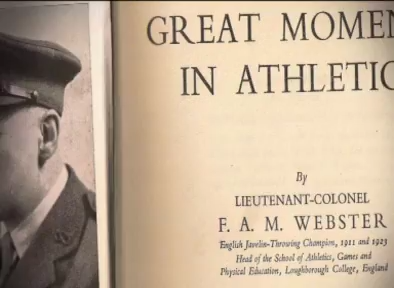 GREAT MOMEN
IN ATHLETIC
By
LIEUTENANT-COLONEL
F. A. M. WEBSTER
English Javelin-Throwing Champion, 1911 and 1923
Head of the School of Athletics, Games and
Physical Education, Loughborough College, England